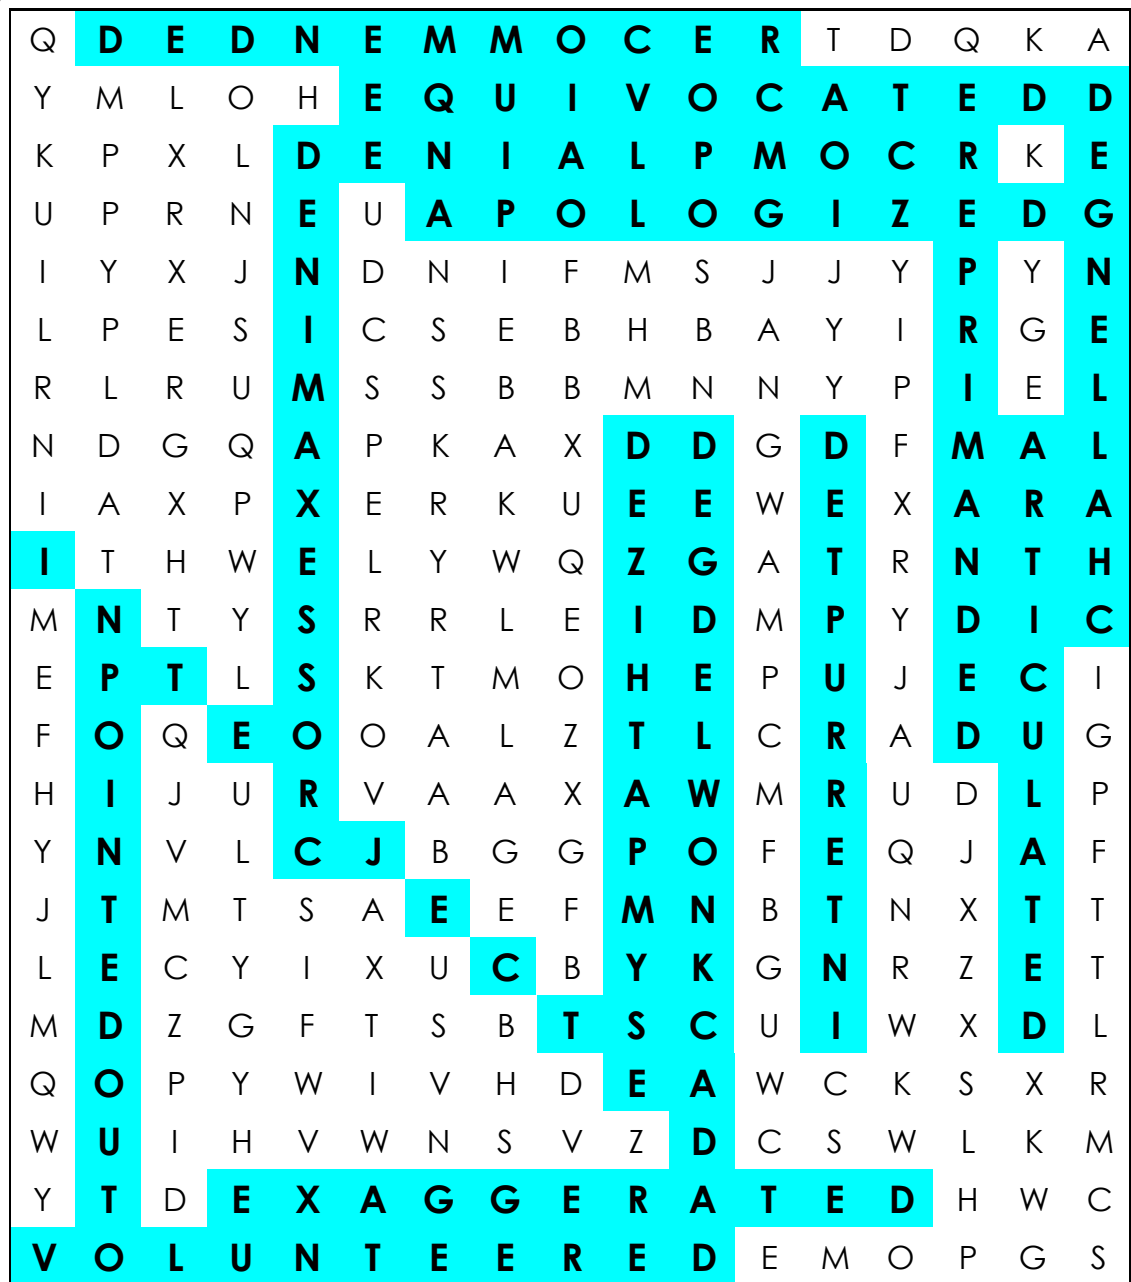 Q D E D N E M M O C E R T D Q K A
Y M L O H E Q U I V O C A T E D D
K P X L D E N I A L P M O C R K E
U P R N E U A P O L O G I Z E D G
I Y X J N D N I F M S J J Y P Y N
L P E S I C S E B H B A Y I R G E
R L R U M S S B B M N N Y P I E L
N D G Q A P K A X D D G D F M A L
I A X P X E R K U E E W E X A R A
I T H W E L Y W Q Z G A T R N T H
M N T Y S R R L E I D M P Y D I C
E P T L S K T M O H E P U J E C I
F O Q E O O A L Z T L C R A D U G
H I J U R V A A X A W M R U D L P
Y N V L C J B G G P O F E Q J A F
J T M T S A E E F M N B T N X T T
L E C Y I X U C B Y K G N R Z E T
M D Z G F T S B T S C U I W X D L
Q O P Y W I V H D E A W C K S X R
W U I H V W N S V Z D C S W L K M
Y T D E X A G G E R A T E D H W C
V O L U N T E E R E D E M O P G S